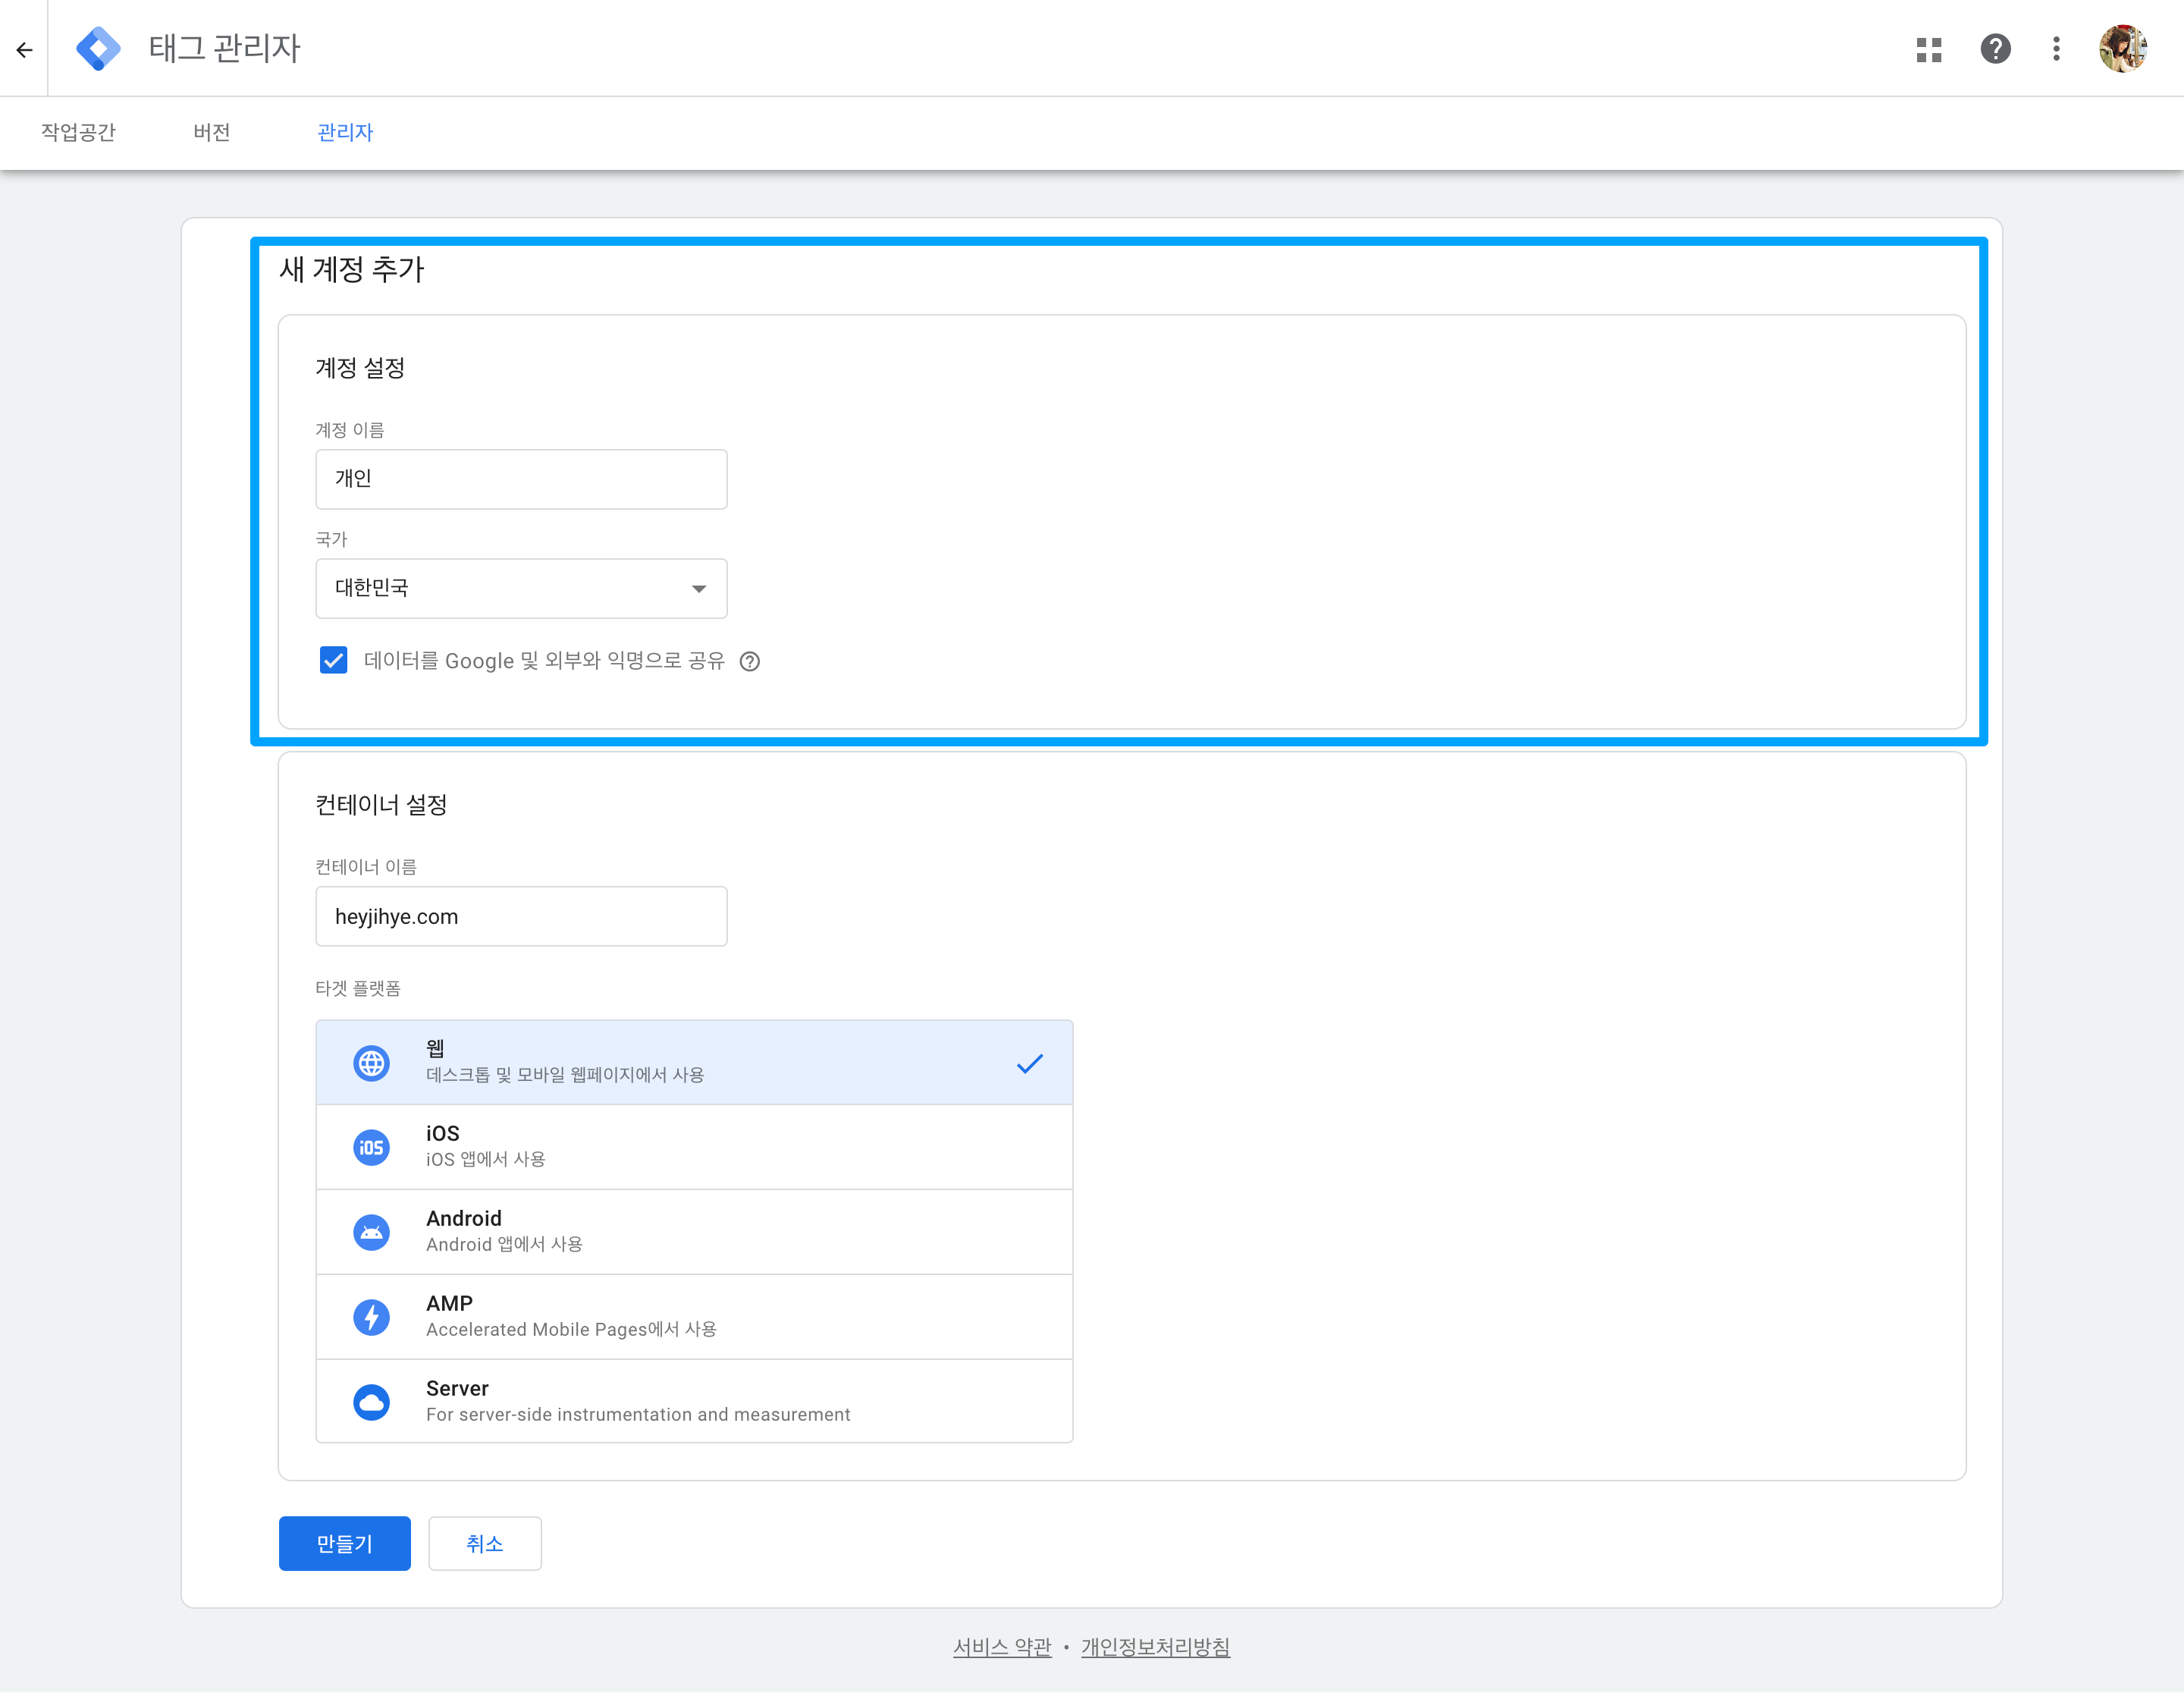 태그 관리자
작업공간 버전 관리자
새 계정 추가
계정 설정
계정 이름
개인
국가
대한민국
데이터를 Google 및 외부와 익명으로 공유
컨테이너 설정
컨테이너 이름
heyjihye.com
타겟 플랫폼
웹
데스크톱 및 모바일 웹페이지에서 사용
iOS
iOS
iOS 앱에서 사용
Android
Android 앱에서 사용
AMP
Accelerated Mobile Pages에서 사용
Server
For server-side instrumentation and measurement
만들기 취소
서비스 약관 • 개인정보처리방침